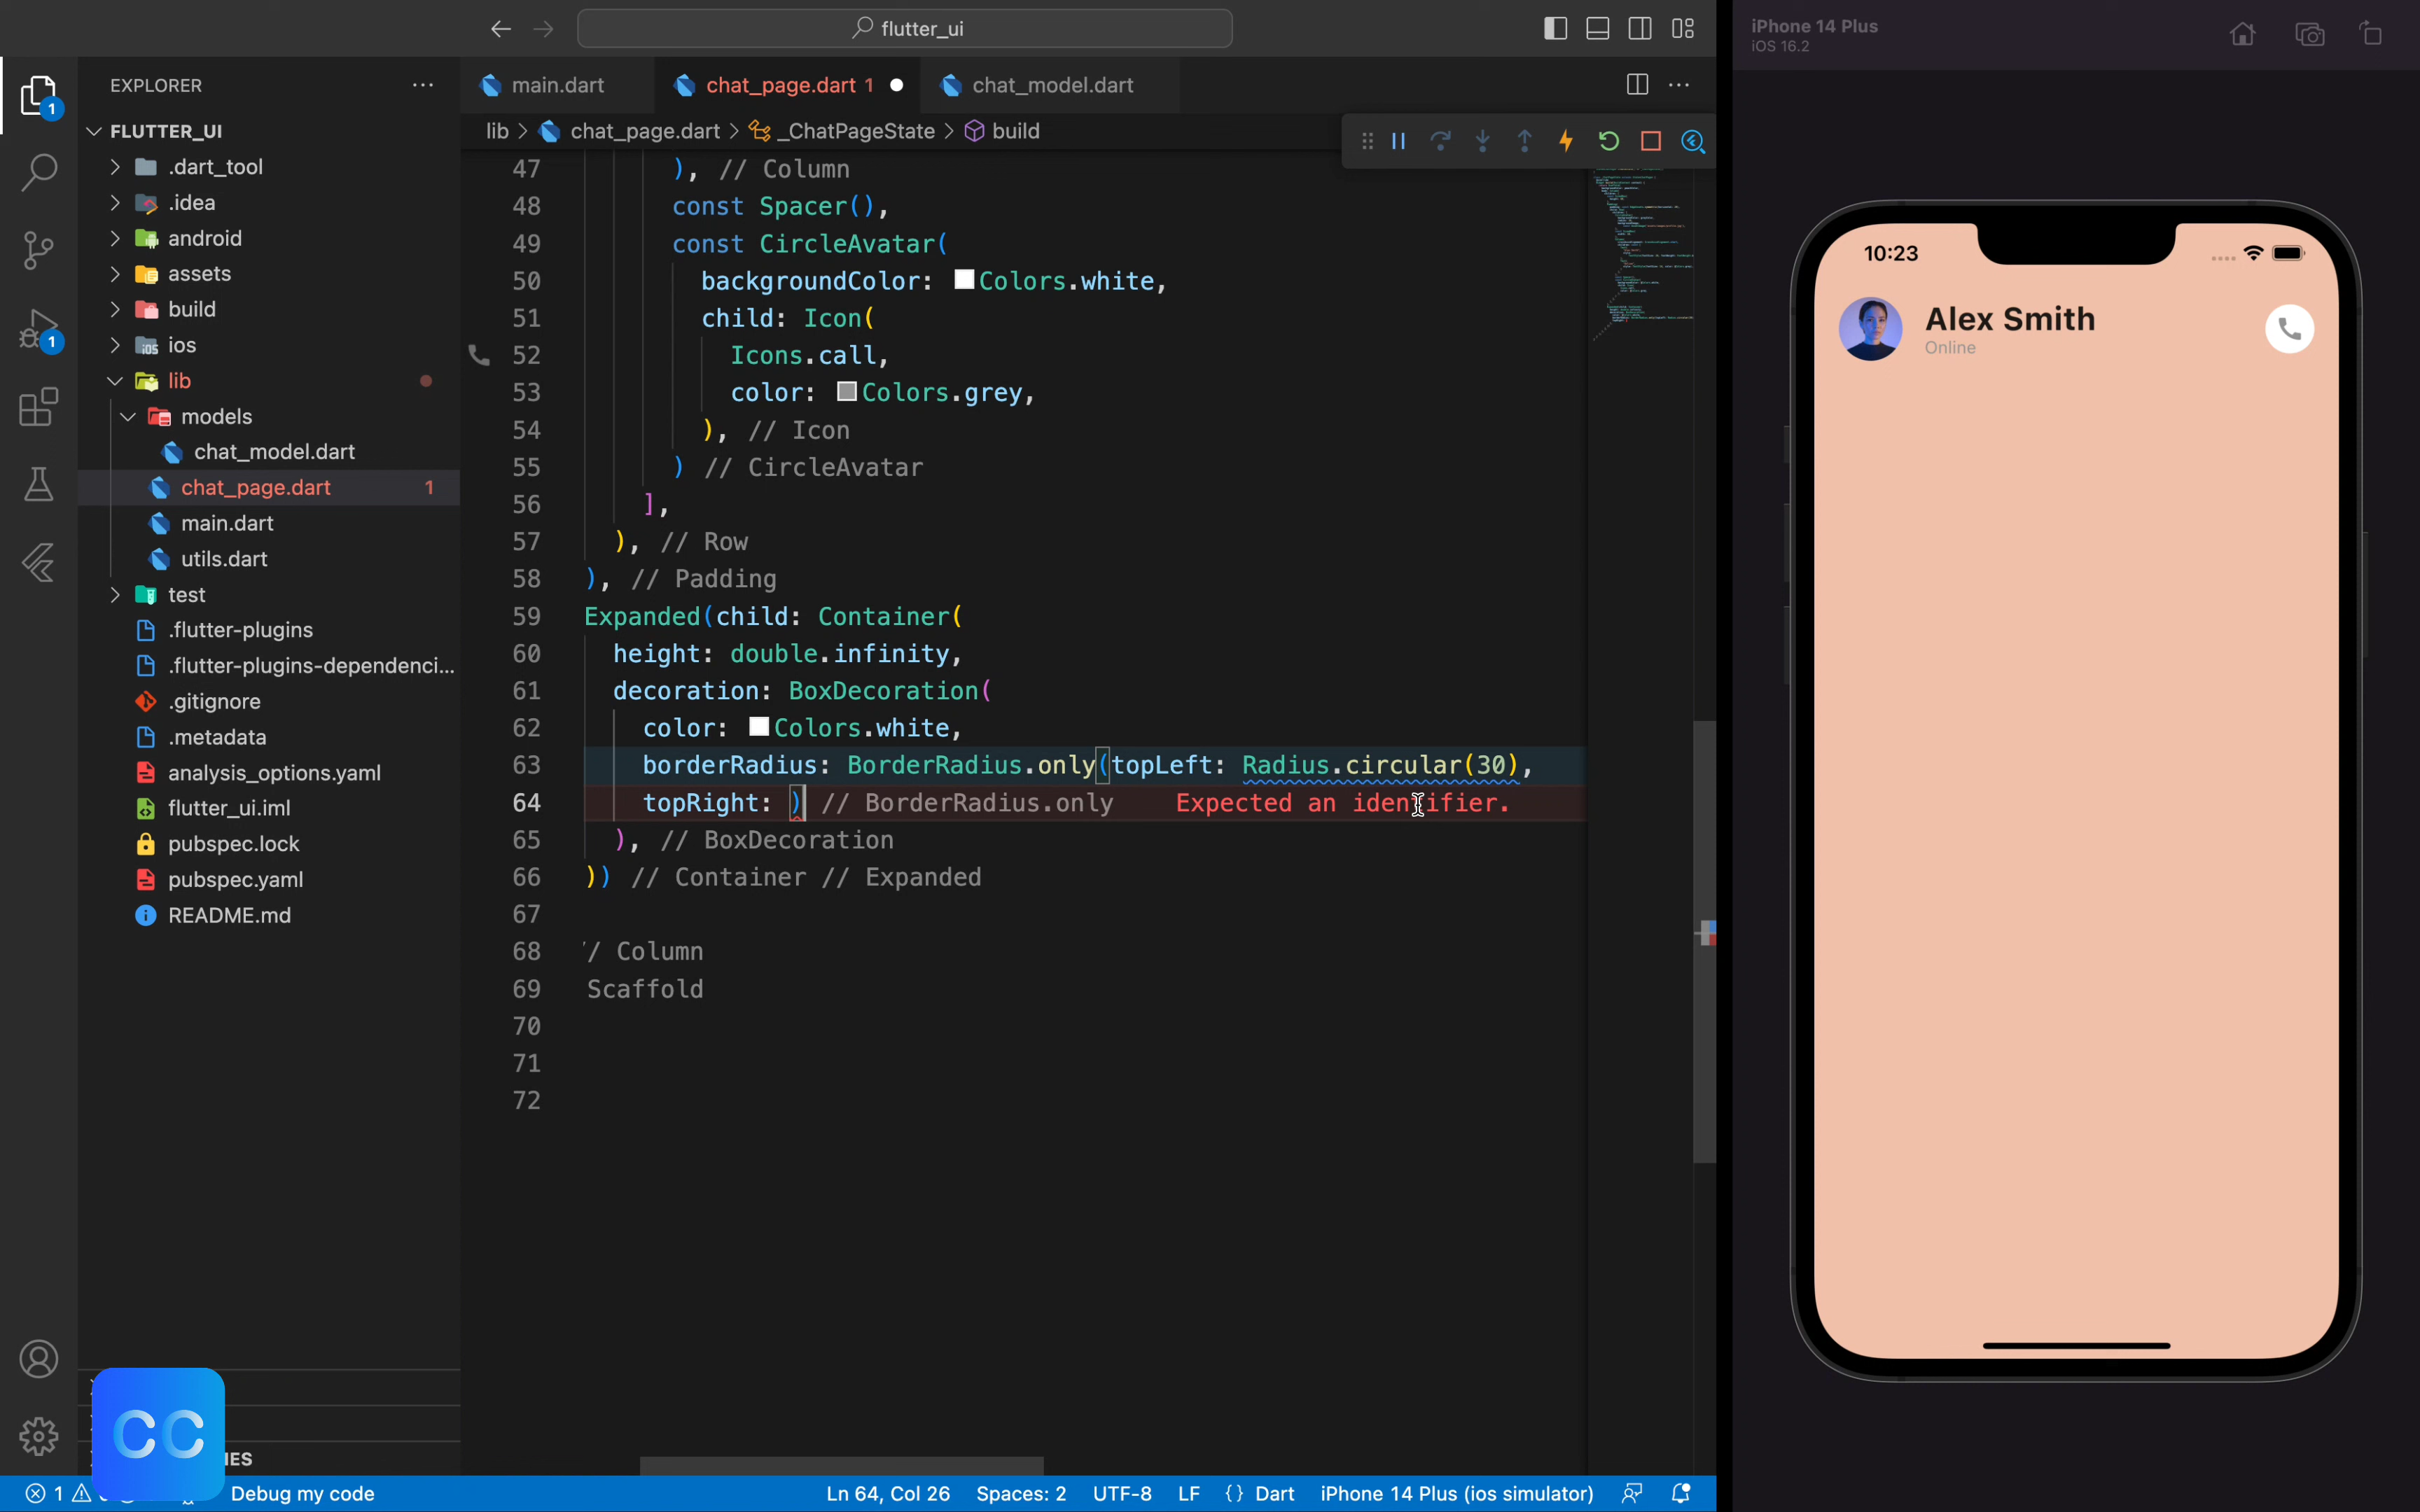 flutter_ui
iPhone 14 Plus
iOS 16.2
EXPLORER
main.dart
chat_page.dart 1
chat_model.dart
lib > chat_page.dart > _ChatPageState > build
FLUTTER_UI
.dart_tool
.idea
android
assets
build
ios
lib
models
chat_model.dart
chat_page.dart 1
main.dart
utils.dart
test
.flutter-plugins
.flutter-plugins-dependenci...
.gitignore
.metadata
analysis_options.yaml
flutter_ui.iml
pubspec.lock
pubspec.yaml
README.md
1
1
47 ), // Column
48 const Spacer(),
49 const CircleAvatar(
50 backgroundColor: Colors.white,
51 child: Icon(
52 Icons.call,
53 color: Colors.grey,
54 ), // Icon
55 ) // CircleAvatar
56 ],
57 ), // Row
58 ), // Padding
59 Expanded(child: Container(
60 height: double.infinity,
61 decoration: BoxDecoration(
62 color: Colors.white,
63 borderRadius: BorderRadius.only(topLeft: Radius.circular(30),
64 topRight: ) // BorderRadius.only Expected an identifier.
65 ), // BoxDecoration
66 )) // Container // Expanded
67
68 // Column
69 Scaffold
70
71
72
10:23
Alex Smith
Online
CC
IES
1
Debug my code
Ln 64, Col 26 Spaces: 2 UTF-8 LF {} Dart iPhone 14 Plus (ios simulator)